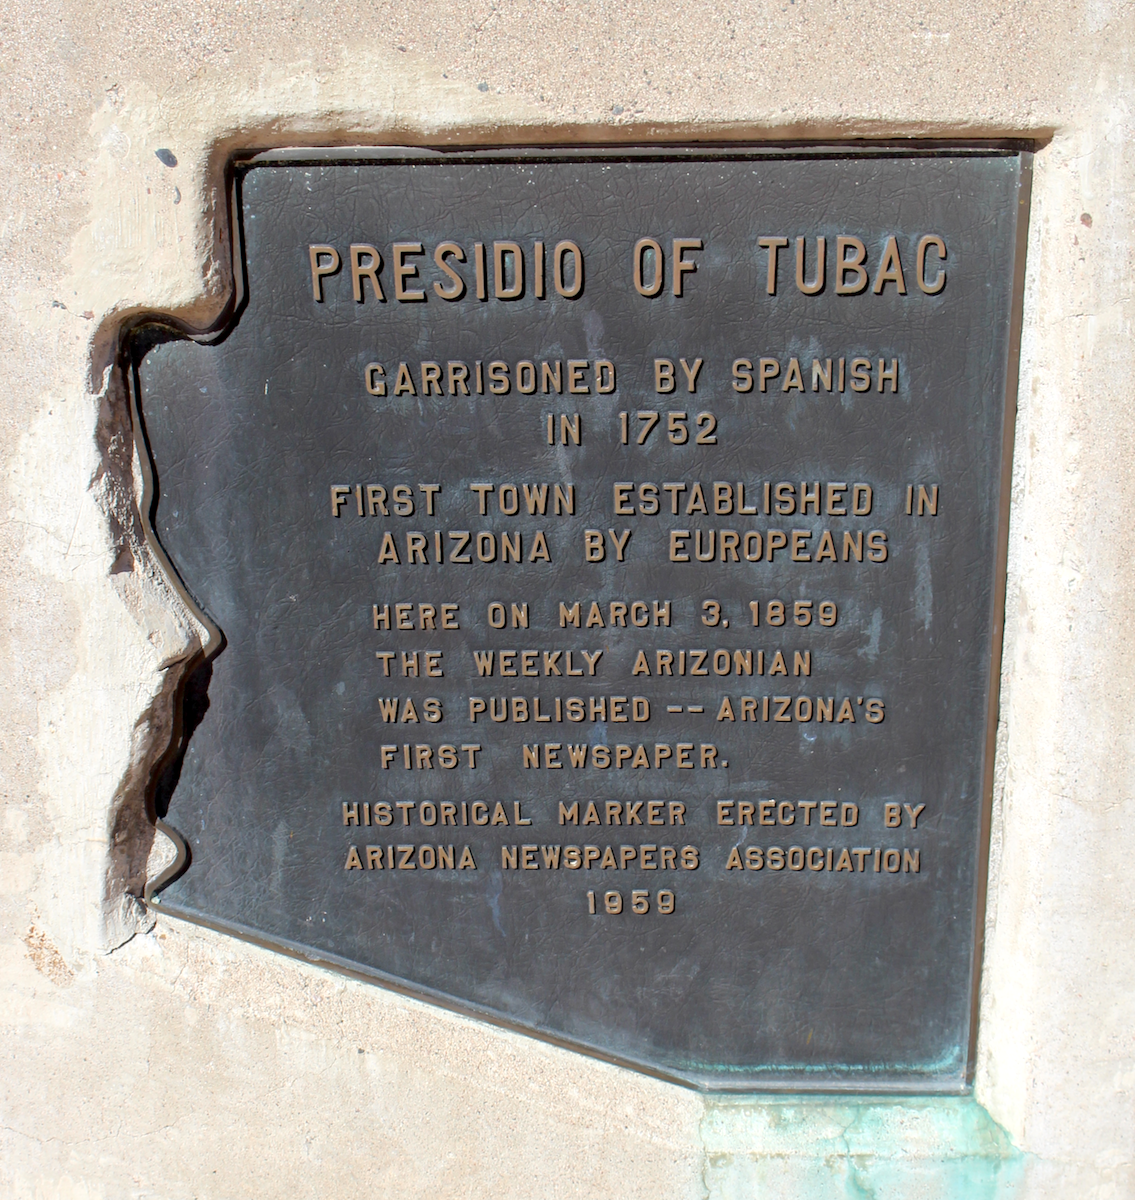 PRESIDIO OF TUBAC
GARRISONED BY SPANISH
IN 1752
FIRST TOWN ESTABLISHED IN
ARIZONA BY EUROPEANS
HERE ON MARCH 3, 1859
THE WEEKLY ARIZONIAN
WAS PUBLISHED -- ARIZONA'S
FIRST NEWSPAPER.
HISTORICAL MARKER ERECTED BY
ARIZONA NEWSPAPERS ASSOCIATION
1959